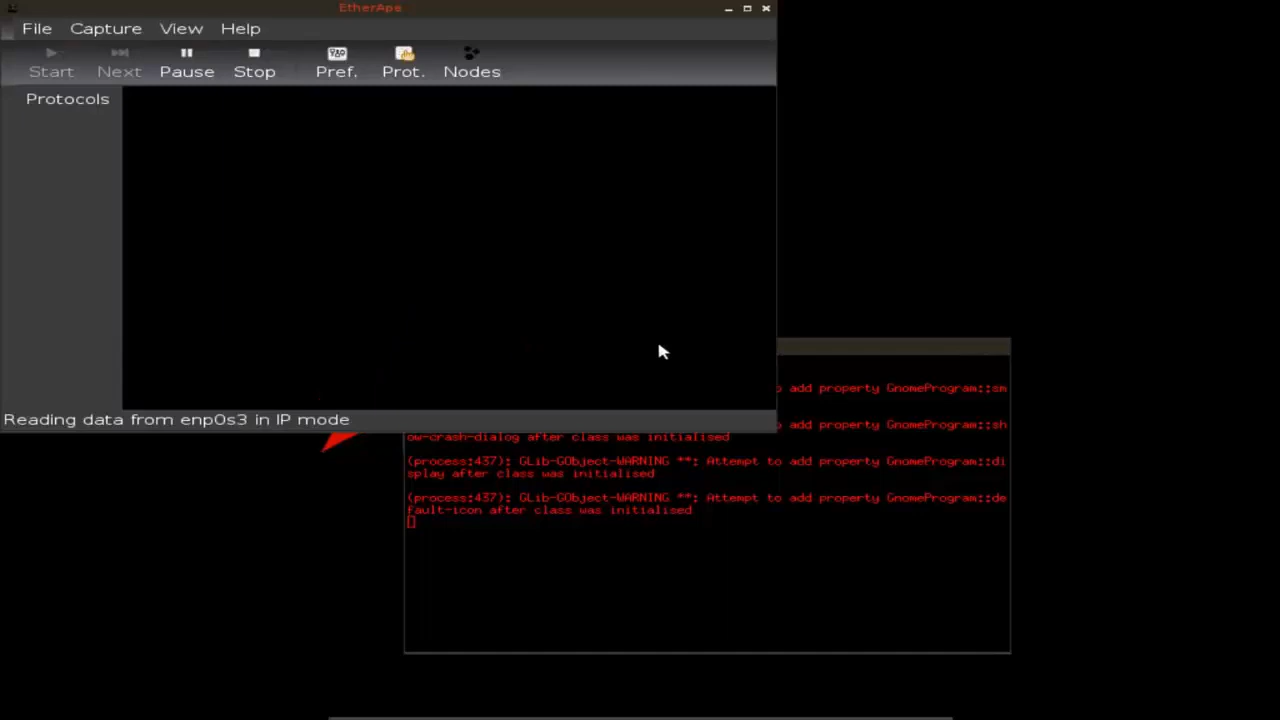 EtherApe
File Capture View Help
Start Next Pause Stop Pref. Prot. Nodes
Protocols
Reading data from enp0s3 in IP mode
to add property GnomeProgram::sm
to add property GnomeProgram::sh
ow-crash-dialog after class was initialised
(process:437): GLib-GObject-WARNING **: Attempt to add property GnomeProgram::di
splay after class was initialised
(process:437): GLib-GObject-WARNING **: Attempt to add property GnomeProgram::de
fault-icon after class was initialised